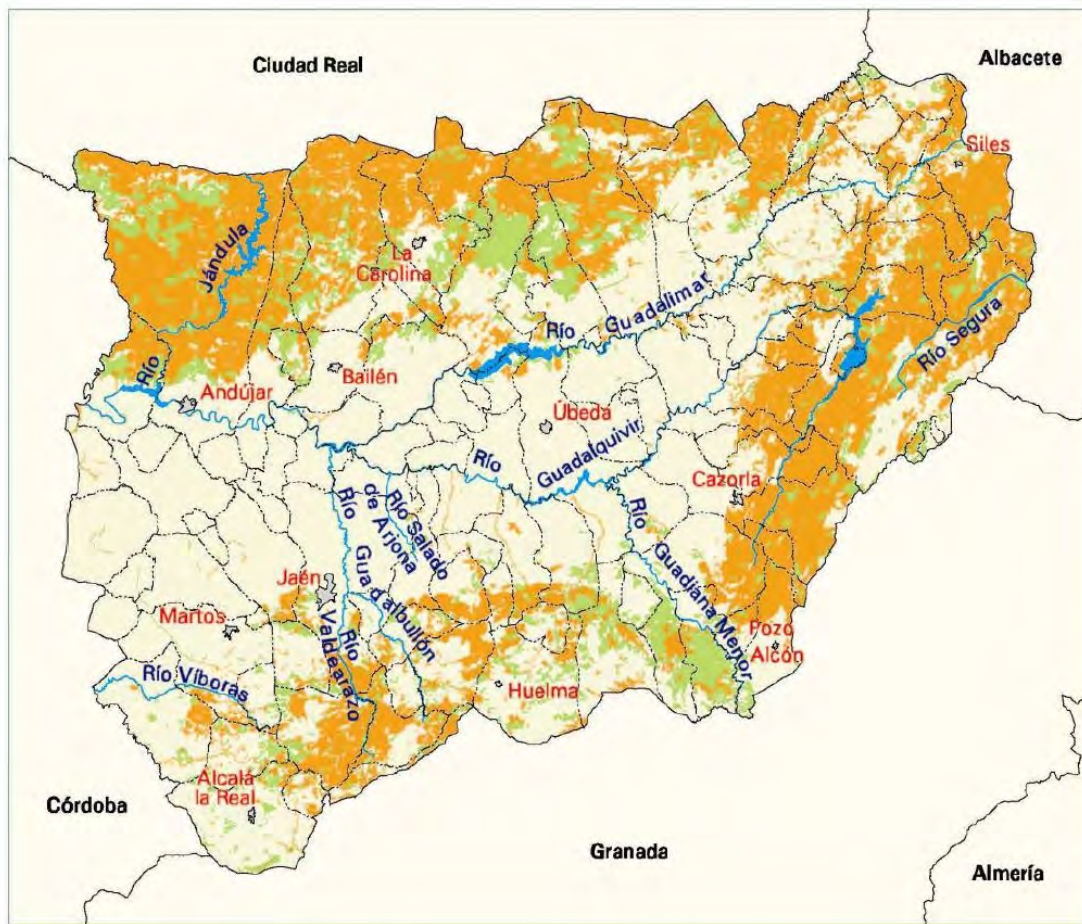 Ciudad Real
Albacete
Siles
Jándula
La
Carolina
Río Guadalimar
Río Segura
Río
Andújar
Bailén
Úbeda
Río Guadalquivir
Cazorla
Río Salado
de Arjona
Río Guadalbullón
Río Guadiana Menor
Jaén
Martos
Río
Valdearazo
Pozo
Alcón
Río Víboras
Huelma
Alcalá
la Real
Córdoba
Granada
Almería